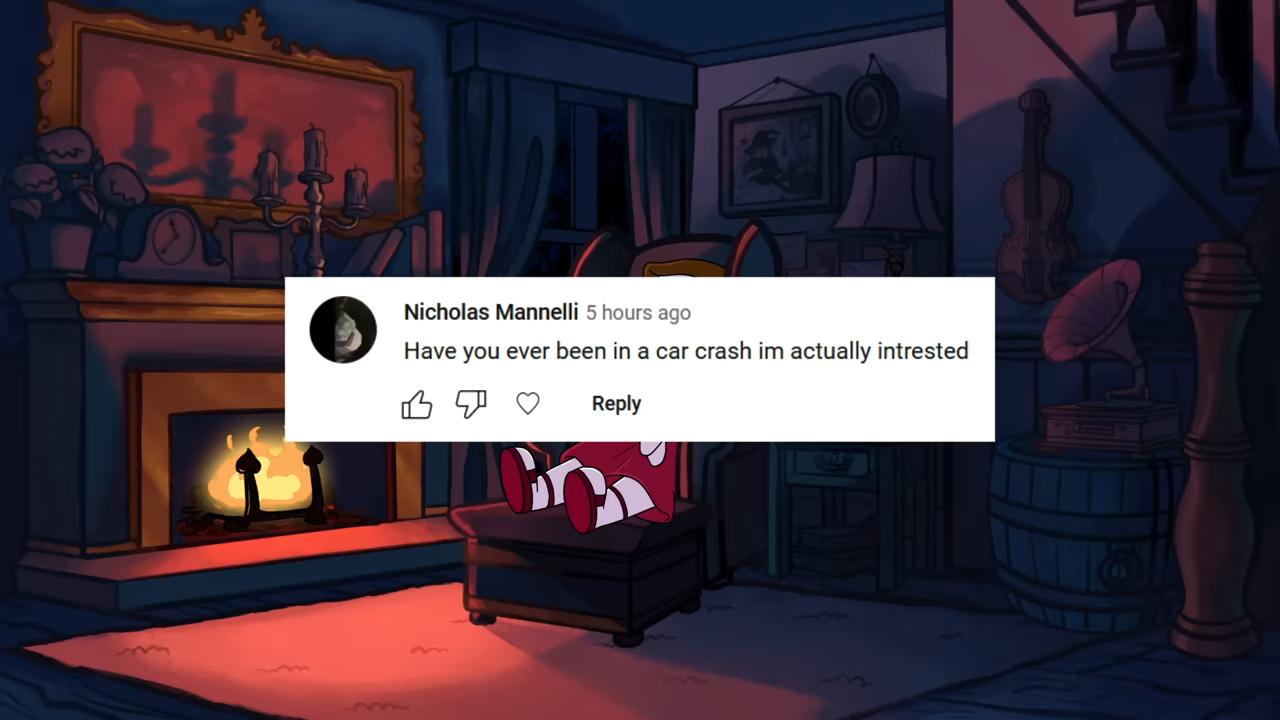 Nicholas Mannelli 5 hours ago
Have you ever been in a car crash im actually intrested
Reply